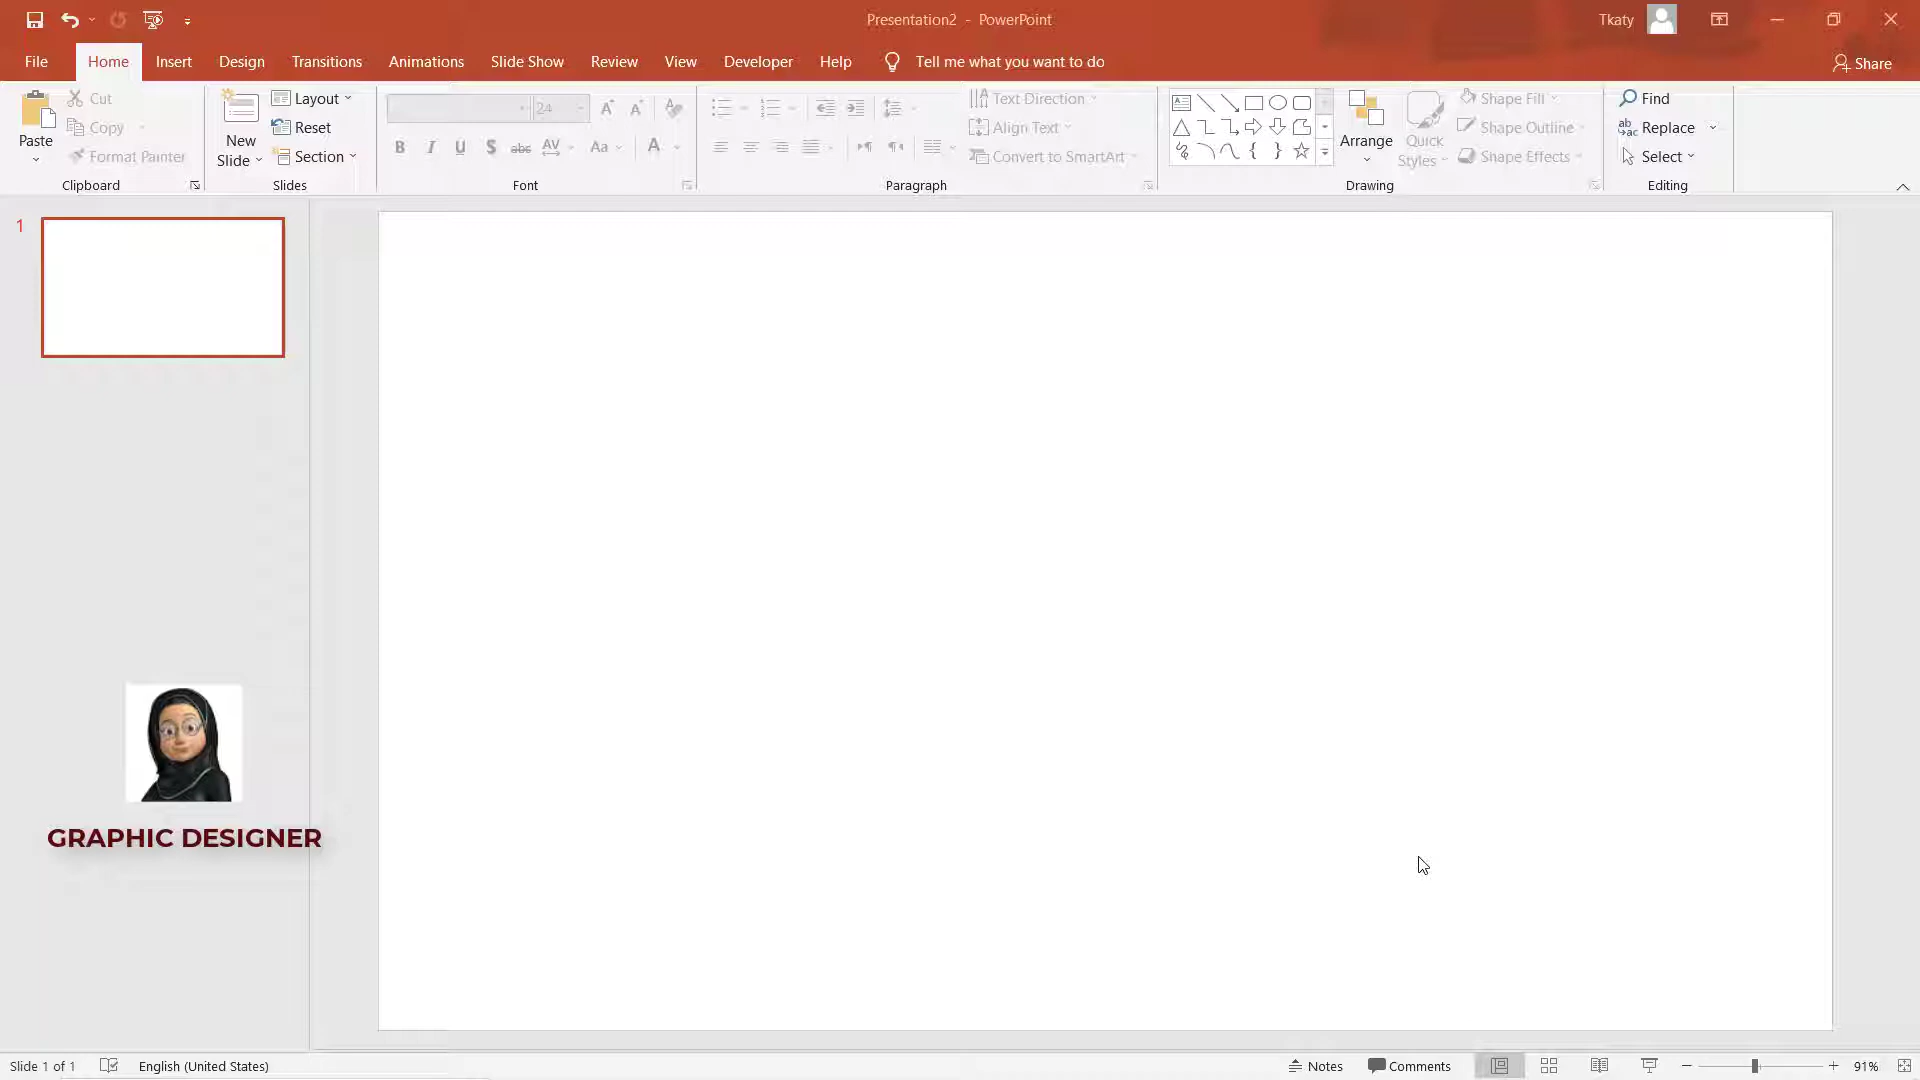 Presentation2 - PowerPoint
Tkaty
File Home Insert Design Transitions Animations Slide Show Review View Developer Help Tell me what you want to do
Share
Paste
Cut
Copy
Format Painter
Clipboard
New
Slide
Layout
Reset
Section
Slides
24
B I U S abc AV Aa A
Font
Text Direction
Align Text
Convert to SmartArt
Paragraph
Arrange
Quick
Styles
Shape Fill
Shape Outline
Shape Effects
Drawing
Find
Replace
Select
Editing
1
GRAPHIC DESIGNER
Slide 1 of 1 English (United States) Notes Comments 91%